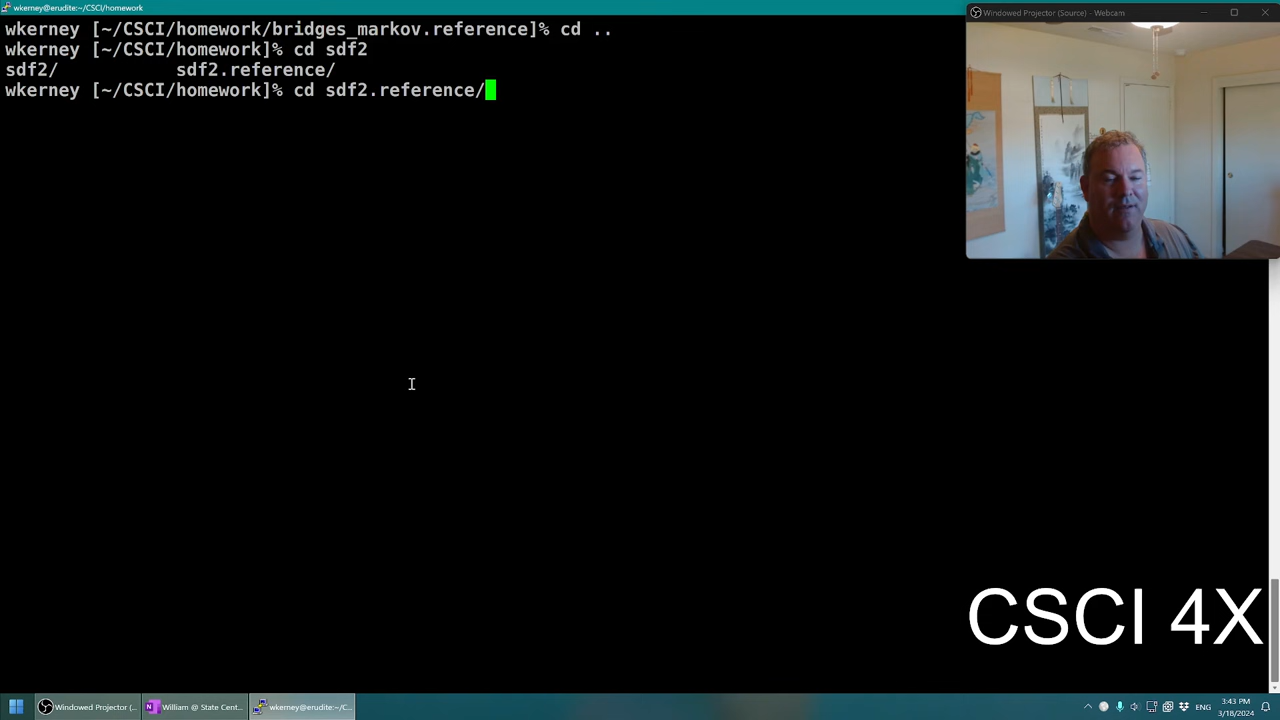 wkerney@erudite:~/CSCI/homework
wkerney [~/CSCI/homework/bridges_markov.reference]% cd ..
wkerney [~/CSCI/homework]% cd sdf2
sdf2/ sdf2.reference/
wkerney [~/CSCI/homework]% cd sdf2.reference/
Windowed Projector (Source) - Webcam
CSCI 4X
Windowed Projector (...
William @ State Cent...
wkerney@erudite:~/C...
ENG
3:43 PM
3/18/2024